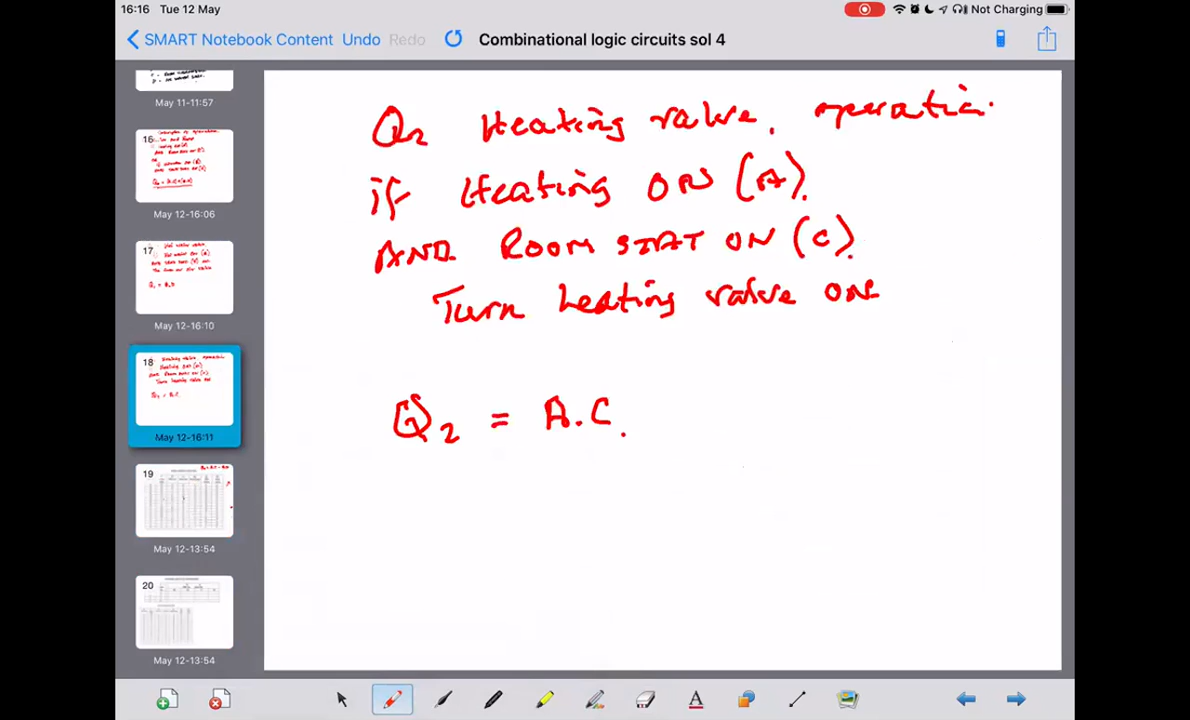 16:16 Tue 12 May
Not Charging
SMART Notebook Content Undo Redo
Combinational logic circuits sol 4
Q2 Heating valve. operation.
if Heating ON (A).
AND Room STAT ON (C).
Turn heating valve on
Q2 = A.C.
May 11-11:57
16
May 12-16:06
17
May 12-16:10
18
May 12-16:11
19
May 12-13:54
20
May 12-13:54
A